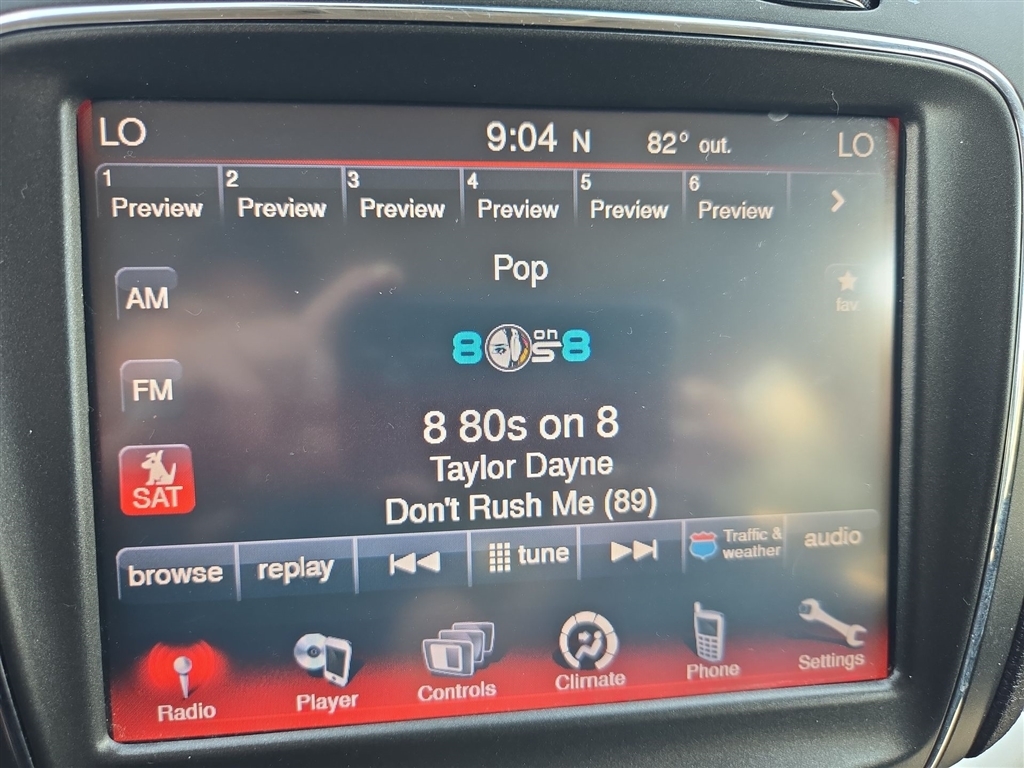 LO 9:04 N 82° out. LO
1 2 3 4 5 6
Preview Preview Preview Preview Preview Preview
Pop
AM
fav.
8 80s on 8
FM
8 80s on 8
Taylor Dayne
SAT
Don't Rush Me (89)
browse replay tune Traffic & weather audio
Radio Player Controls Climate Phone Settings